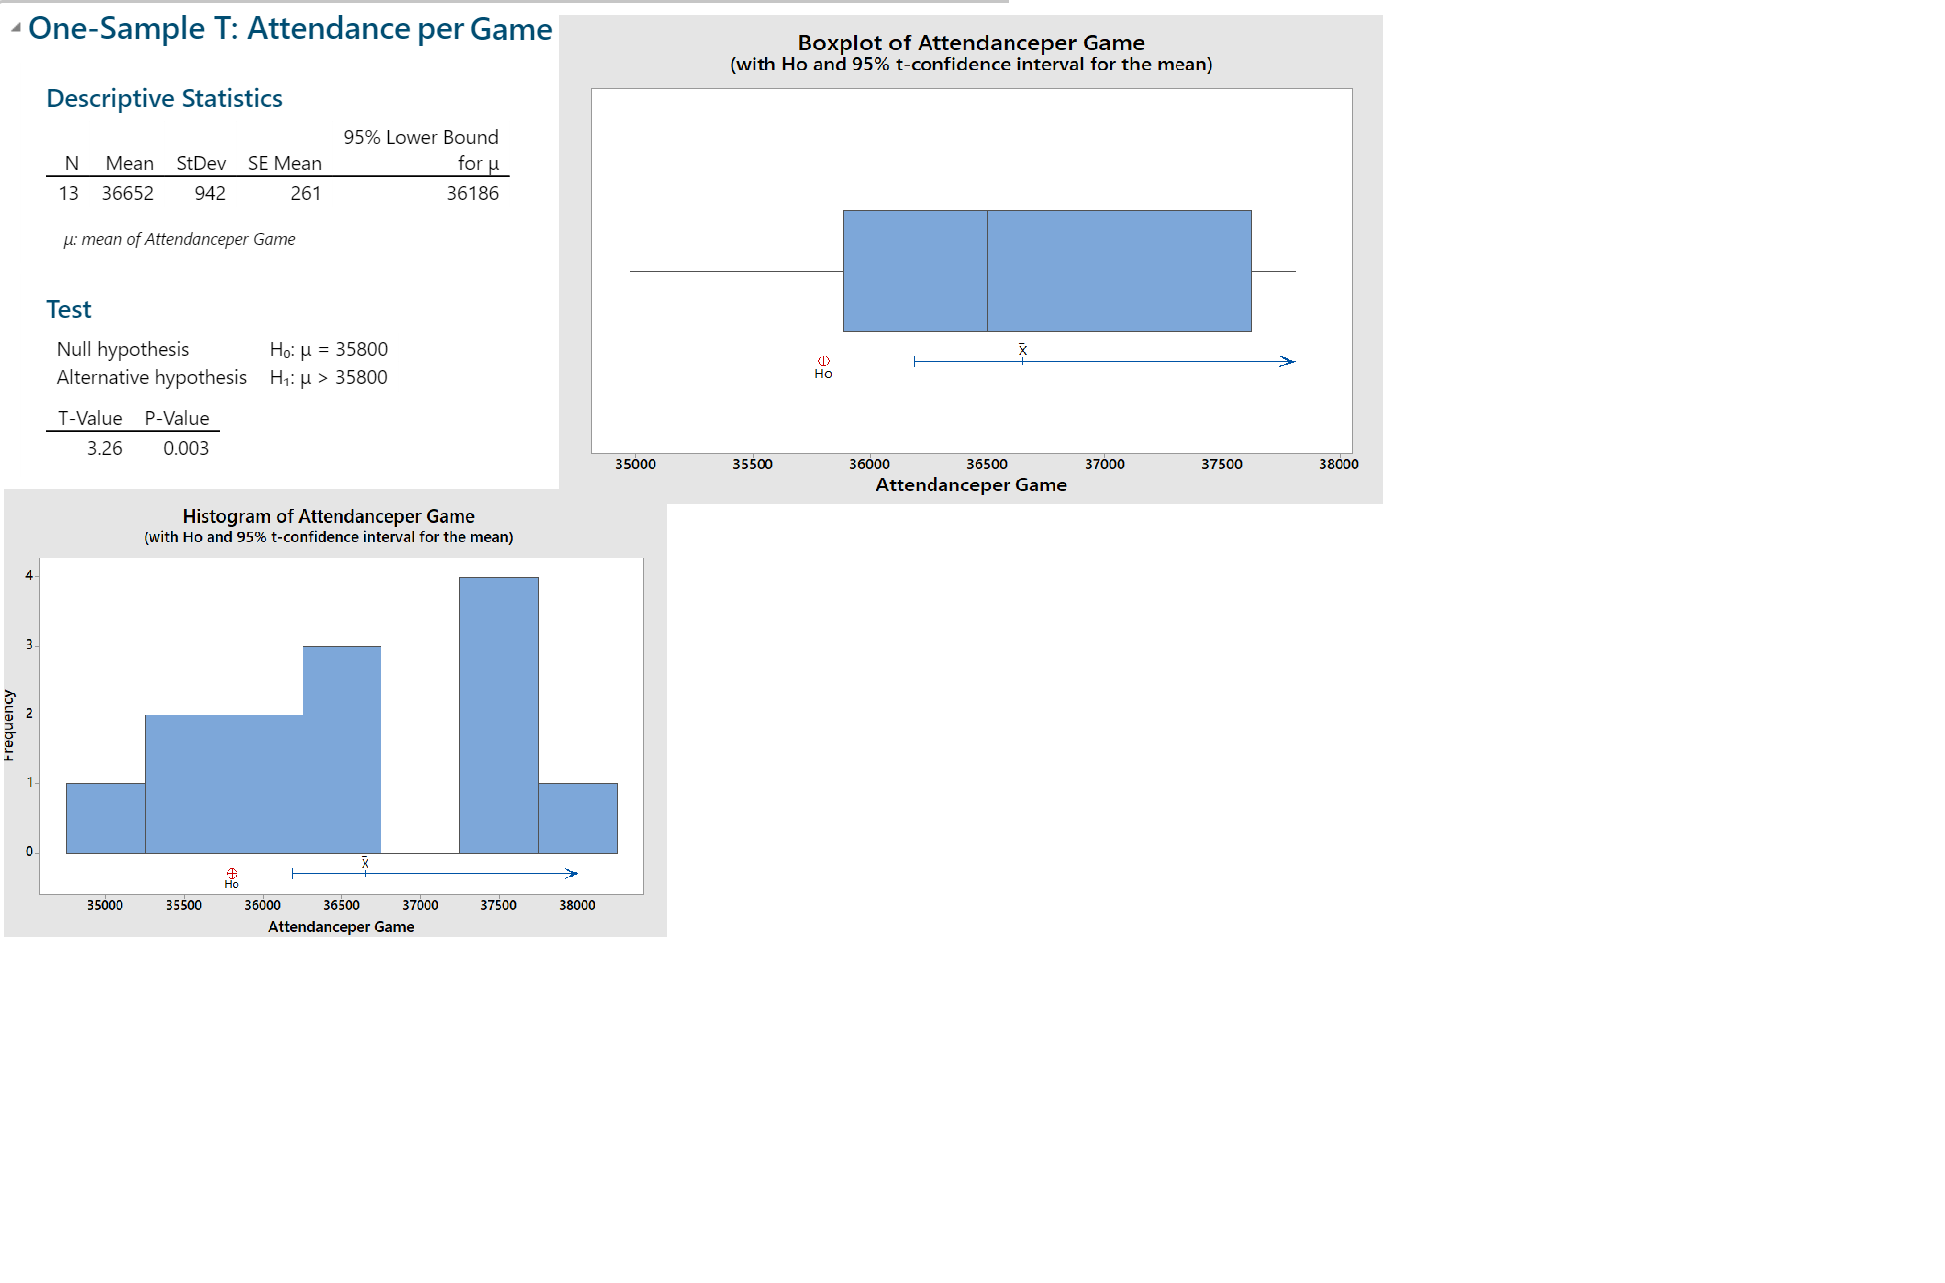 One-Sample T: Attendance per Game
Descriptive Statistics
95% Lower Bound
N Mean StDev SE Mean for μ
13 36652 942 261 36186
μ: mean of Attendanceper Game
Test
Null hypothesis H₀: μ = 35800
Alternative hypothesis H₁: μ > 35800
T-Value P-Value
3.26 0.003
Boxplot of Attendanceper Game
(with Ho and 95% t-confidence interval for the mean)
X̄
Ho
35000 35500 36000 36500 37000 37500 38000
Attendanceper Game
Histogram of Attendanceper Game
(with Ho and 95% t-confidence interval for the mean)
4
3
2
1
0
Frequency
X̄
Ho
35000 35500 36000 36500 37000 37500 38000
Attendanceper Game